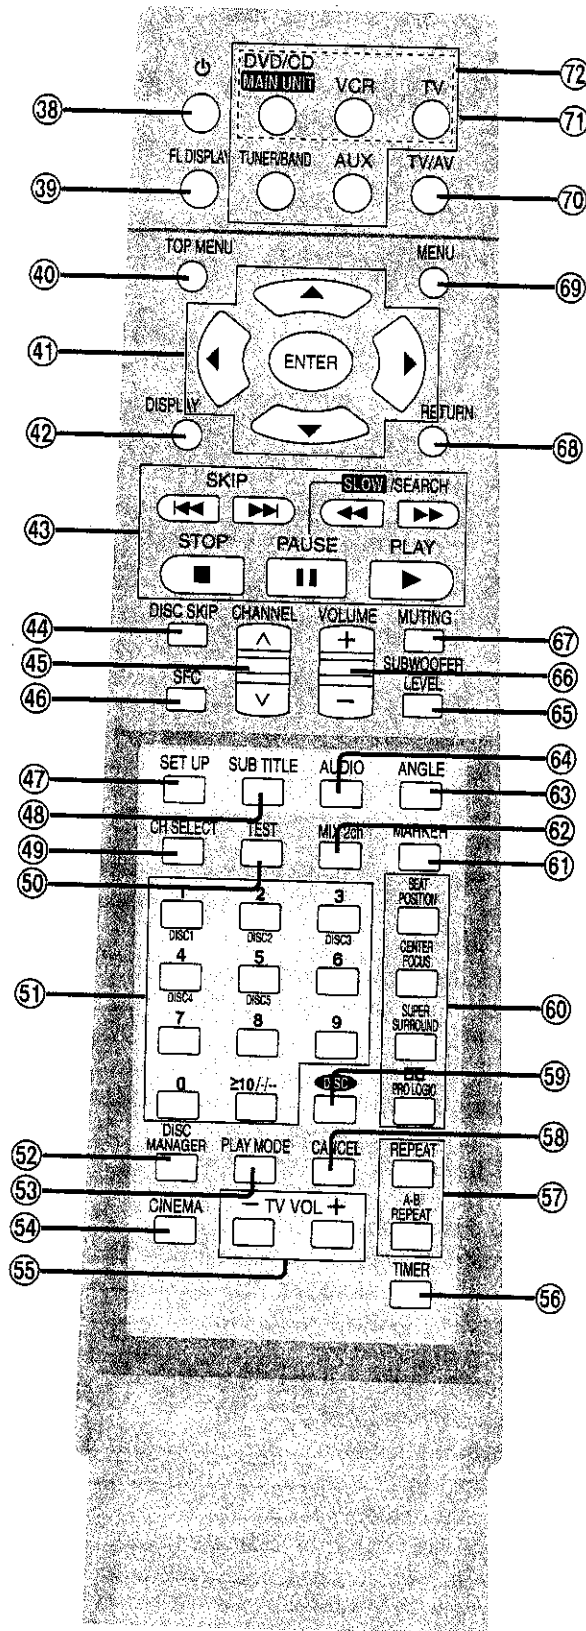 DVD/CD
72
⏻
MAIN UNIT VCR TV
38 71
FL DISPLAY TUNER/BAND AUX TV/AV
39 70
TOP MENU MENU
40 69
41 ENTER
DISPLAY RETURN
42 68
SKIP SLOW/SEARCH
43
STOP PAUSE PLAY
DISC SKIP CHANNEL VOLUME MUTING
44 + 67
45 SUBWOOFER 66
SFC LEVEL
46 − 65
SET UP SUB TITLE AUDIO ANGLE 64
47 63
48 62
CH SELECT TEST MIX 2ch MARKER
49 61
50 SEAT
POSITION
1 2 3
DISC1 DISC2 DISC3
CENTER
FOCUS
4 5 6
DISC4 DISC5
51 60
SUPER
SURROUND
7 8 9
59
0 ≥10/-/-- DISC PRO LOGIC
DISC
MANAGER PLAY MODE CANCEL REPEAT
52 58
53 57
CINEMA − TV VOL + A-B
REPEAT
54
55
TIMER
56